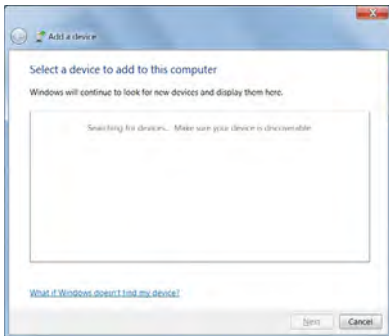 Add a device
Select a device to add to this computer
Windows will continue to look for new devices and display them here.
Searching for devices... Make sure your device is discoverable
What if Windows doesn't find my device?
Next Cancel